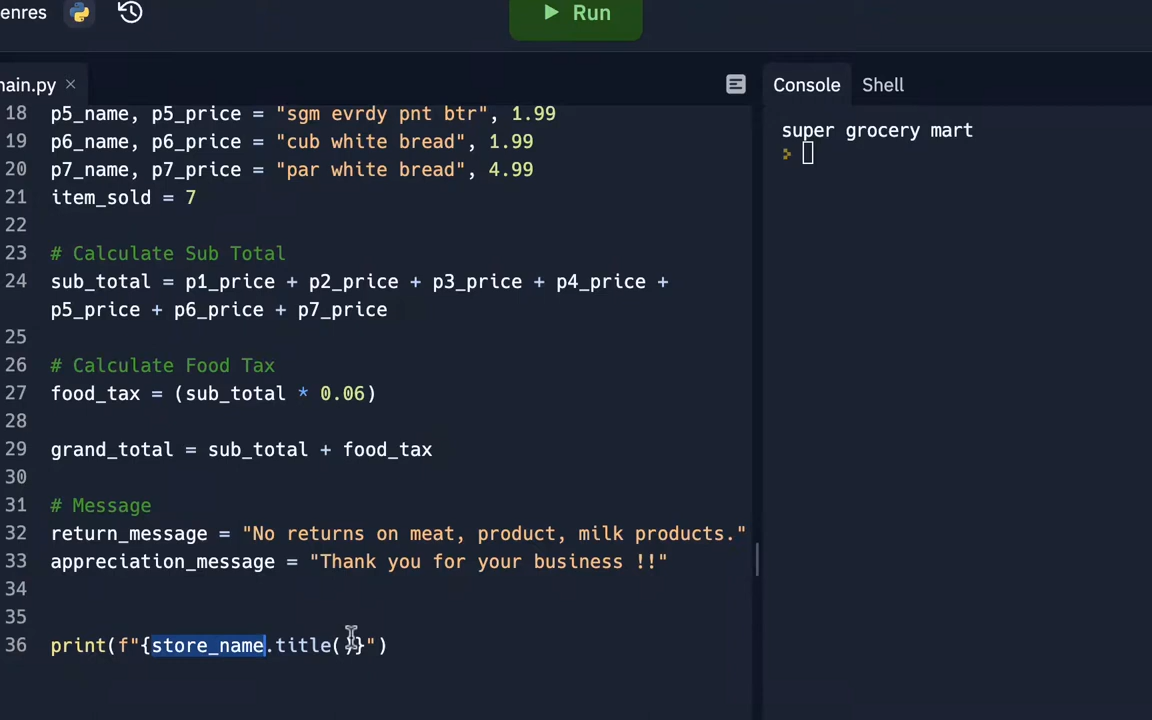 enres
Run
main.py ×
Console Shell
18 p5_name, p5_price = "sgm evrdy pnt btr", 1.99
19 p6_name, p6_price = "cub white bread", 1.99
20 p7_name, p7_price = "par white bread", 4.99
21 item_sold = 7
22
23 # Calculate Sub Total
24 sub_total = p1_price + p2_price + p3_price + p4_price +
p5_price + p6_price + p7_price
25
26 # Calculate Food Tax
27 food_tax = (sub_total * 0.06)
28
29 grand_total = sub_total + food_tax
30
31 # Message
32 return_message = "No returns on meat, product, milk products."
33 appreciation_message = "Thank you for your business !!"
34
35
36 print(f"{store_name.title()}")
super grocery mart
>